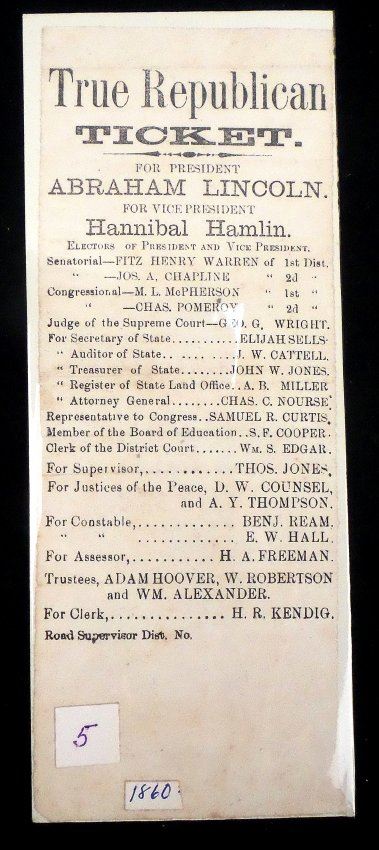 True Republican
TICKET.
FOR PRESIDENT
ABRAHAM LINCOLN.
FOR VICE PRESIDENT
Hannibal Hamlin.
ELECTORS OF PRESIDENT AND VICE PRESIDENT.
Senatorial—FITZ HENRY WARREN of 1st Dist.
" —JOS. A. CHAPLINE " 2d "
Congressional—M. L. McPHERSON " 1st "
" —CHAS. POMEROY " 2d "
Judge of the Supreme Court—GEO. G. WRIGHT.
For Secretary of State..........ELIJAH SELLS.
" Auditor of State.. . .....J. W. CATTELL.
" Treasurer of State.......JOHN W. JONES.
" Register of State Land Office..A. B. MILLER
" Attorney General.......CHAS. C. NOURSE.
Representative to Congress..SAMUEL R. CURTIS.
Member of the Board of Education..S. F. COOPER.
Clerk of the District Court.......WM. S. EDGAR.
For Supervisor,.............THOS. JONES.
For Justices of the Peace, D. W. COUNSEL,
and A. Y. THOMPSON.
For Constable,.............BENJ. REAM.
" " .............E. W. HALL.
For Assessor,...........H. A. FREEMAN.
Trustees, ADAM HOOVER, W. ROBERTSON
and WM. ALEXANDER.
For Clerk,..............H. R. KENDIG.
Road Supervisor Dist. No.
5
1860.